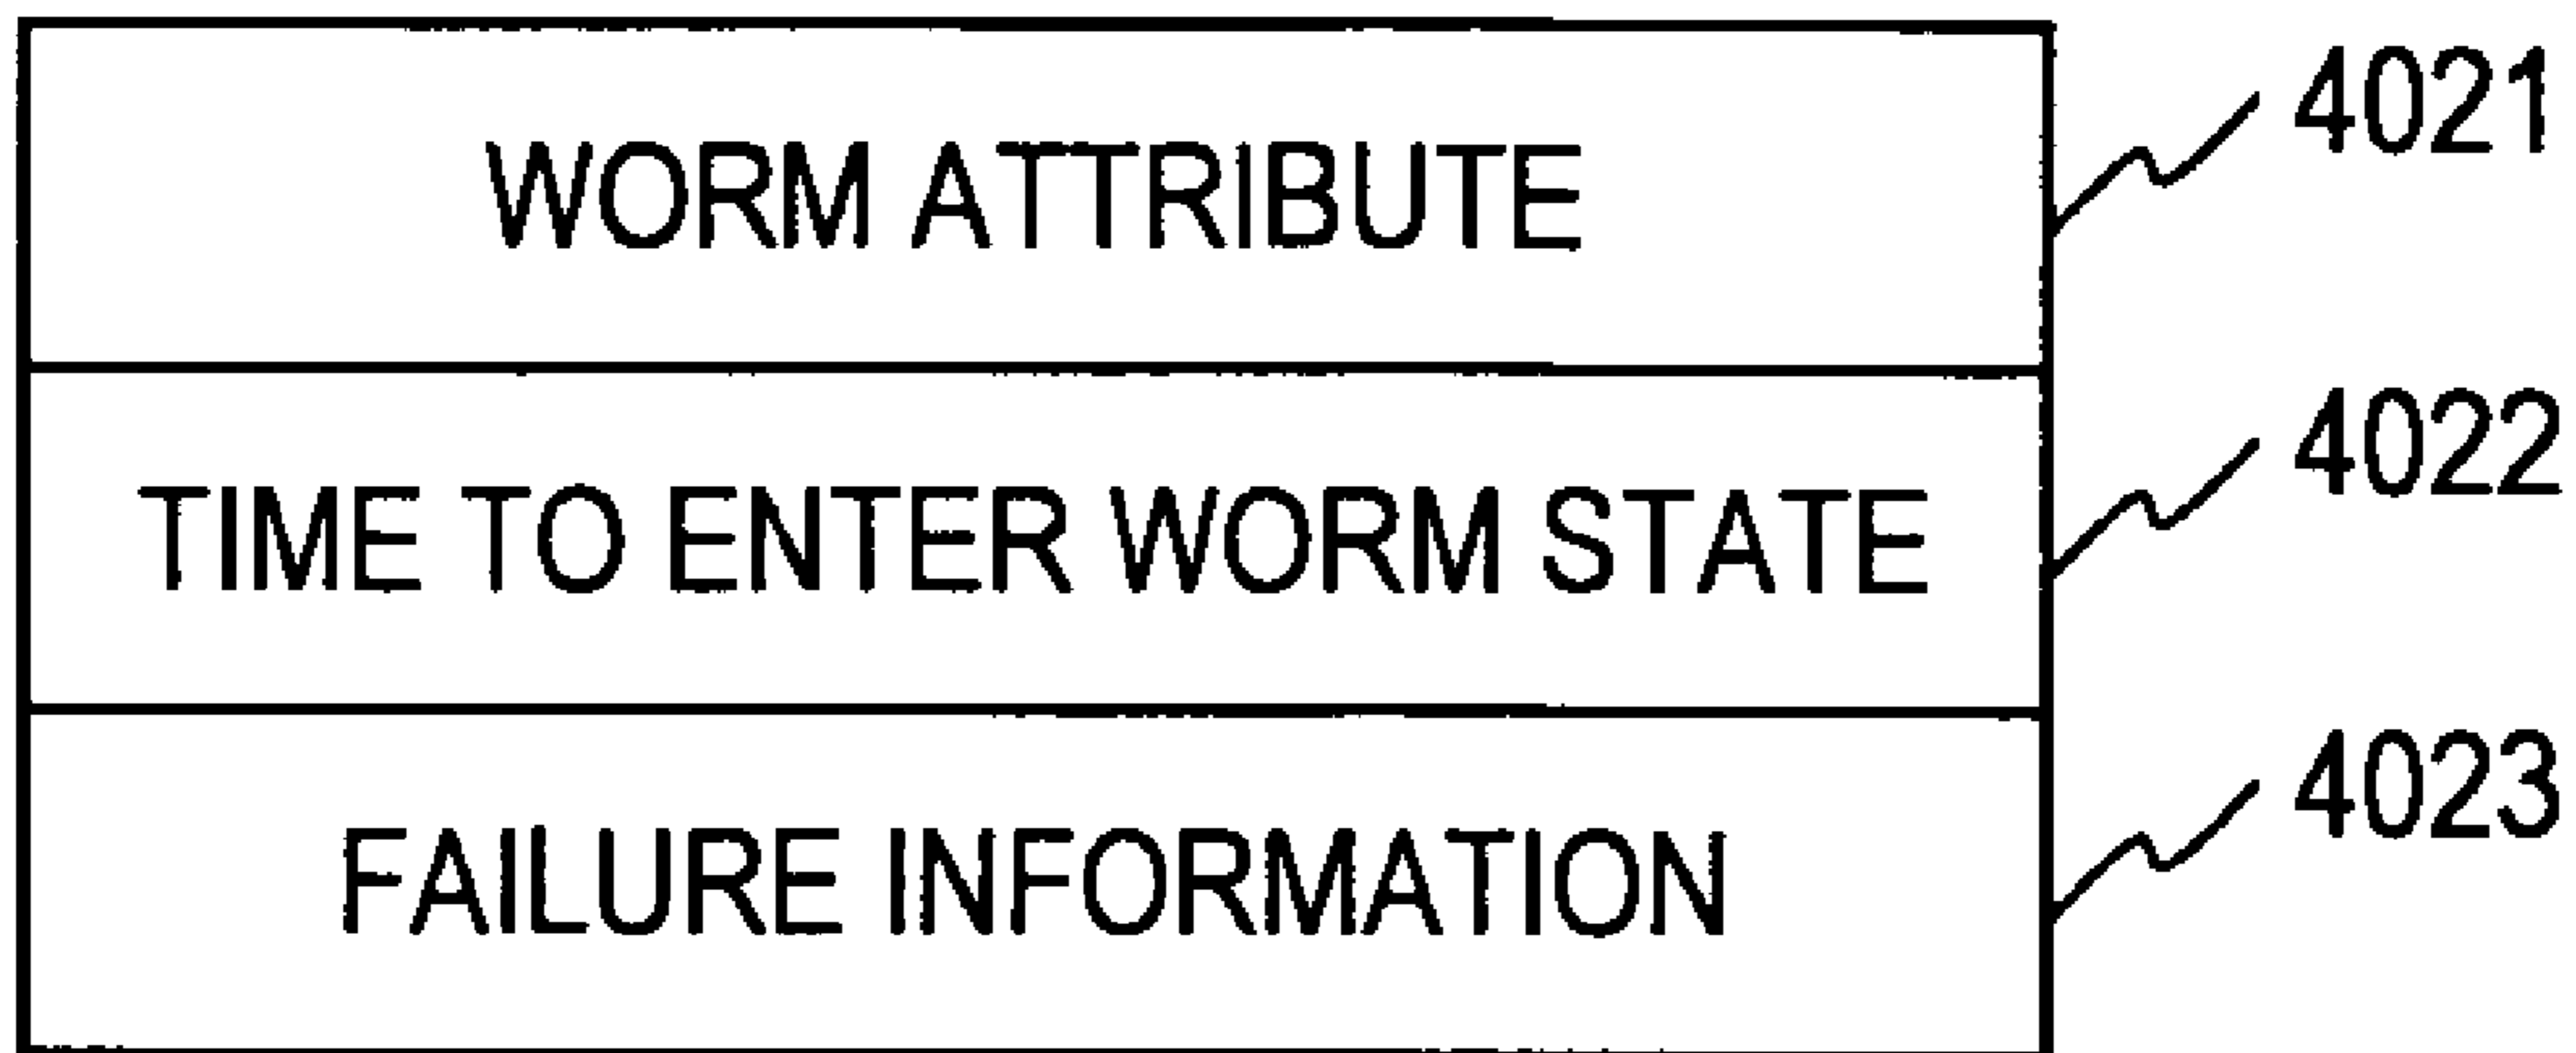 WORM ATTRIBUTE 4021
TIME TO ENTER WORM STATE 4022
FAILURE INFORMATION 4023